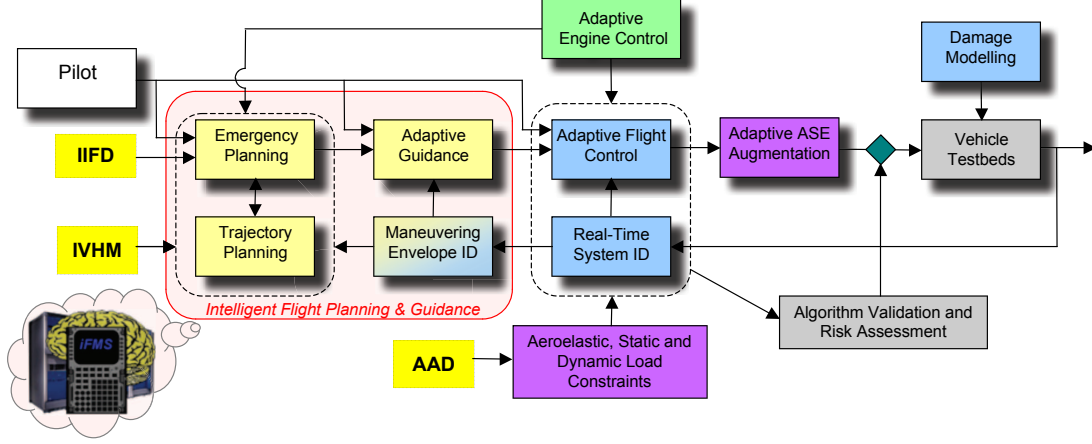 Adaptive
Engine Control
Damage
Modelling
Pilot
IIFD
Emergency
Planning
Adaptive
Guidance
Adaptive Flight
Control
Adaptive ASE
Augmentation
Vehicle
Testbeds
IVHM
Trajectory
Planning
Maneuvering
Envelope ID
Real-Time
System ID
Intelligent Flight Planning & Guidance
Algorithm Validation and
Risk Assessment
iFMS
AAD
Aeroelastic, Static and
Dynamic Load
Constraints